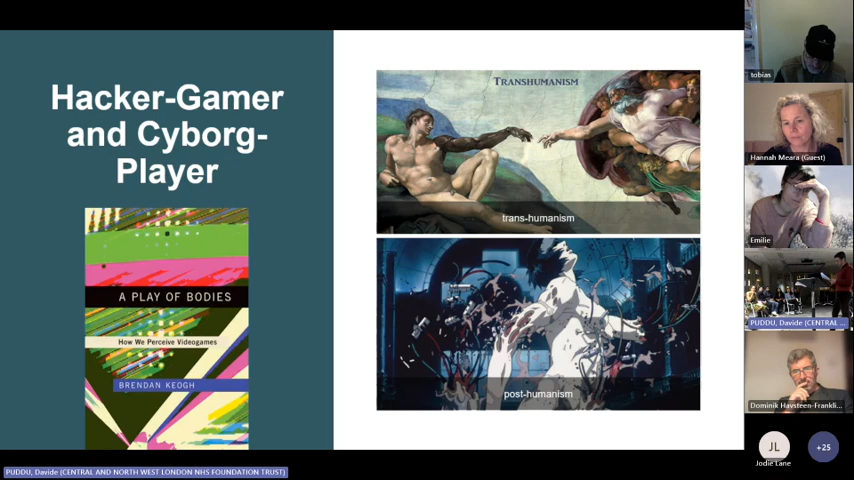 Hacker-Gamer
and Cyborg-
Player
A PLAY OF BODIES
How We Perceive Videogames
BRENDAN KEOGH
TRANSHUMANISM
trans-humanism
post-humanism
tobias
Hannah Meara (Guest)
Emilie
PUDDU, Davide (CENTRAL ...
Dominik Havsteen-Frankli...
JL
Jodie Lane
+25
PUDDU, Davide (CENTRAL AND NORTH WEST LONDON NHS FOUNDATION TRUST)